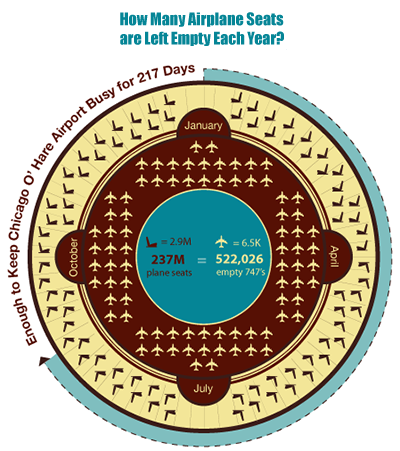 How Many Airplane Seats
are Left Empty Each Year?
Enough to Keep Chicago O' Hare Airport Busy for 217 Days
January
October
= 2.9M
237M
plane seats
=
= 6.5K
522,026
empty 747's
April
July